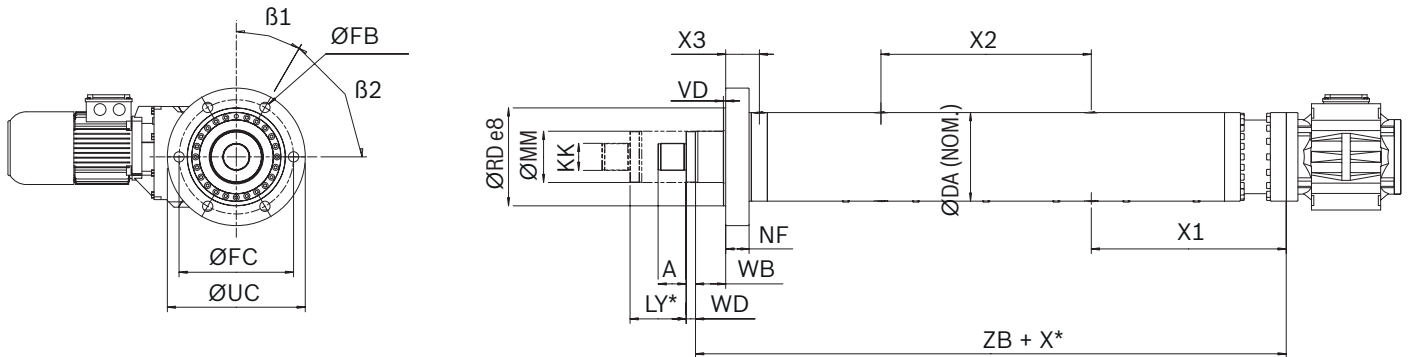 ß1
ØFB
ß2
ØFC
ØUC
X3
X2
VD
ØRD e8
ØMM
KK
ØDA (NOM.)
NF
X1
A
WB
LY*
WD
ZB + X*